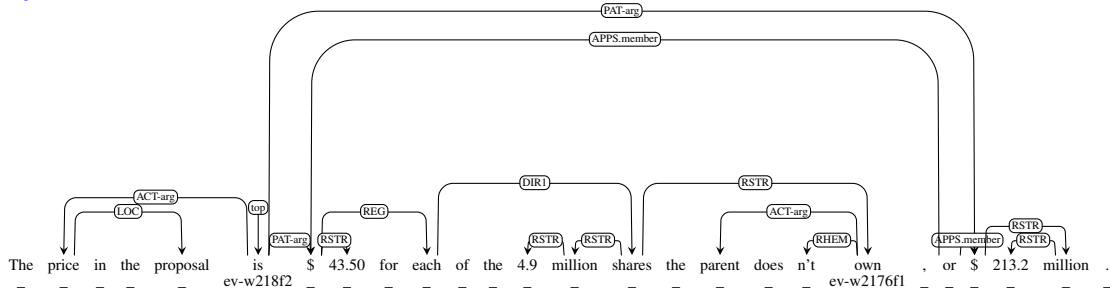 PAT-arg
APPS.member
DIR1 RSTR
ACT-arg
LOC top REG ACT-arg
RSTR
PAT-arg RSTR RSTR RSTR RHEM APPS.member RSTR
The price in the proposal is $ 43.50 for each of the 4.9 million shares the parent does n't own , or $ 213.2 million .
_ _ _ _ _ ev-w218f2 _ _ _ _ _ _ _ _ _ _ _ _ _ ev-w2176f1 _ _ _ _ _ _